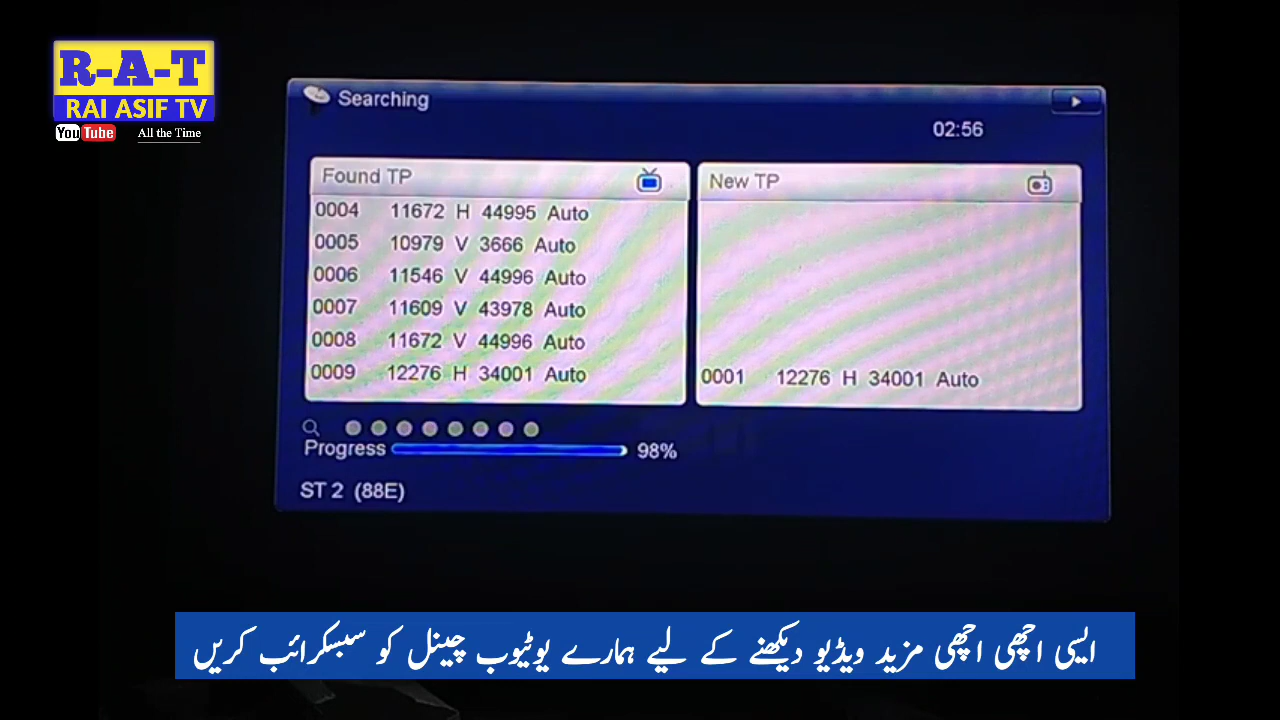 R-A-T
RAI ASIF TV
YouTube All the Time
Searching
02:56
Found TP
0004 11672 H 44995 Auto
0005 10979 V 3666 Auto
0006 11546 V 44996 Auto
0007 11609 V 43978 Auto
0008 11672 V 44996 Auto
0009 12276 H 34001 Auto
New TP
0001 12276 H 34001 Auto
Progress 98%
ST 2 (88E)
ایسی اچھی اچھی مزید ویڈیو دیکھنے کے لیے ہمارے یوٹیوب چینل کو سبسکرائب کریں